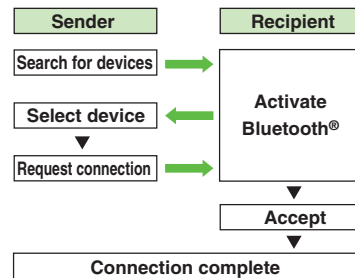 Sender
Recipient
Search for devices
Select device
Request connection
Activate
Bluetooth®
Accept
Connection complete